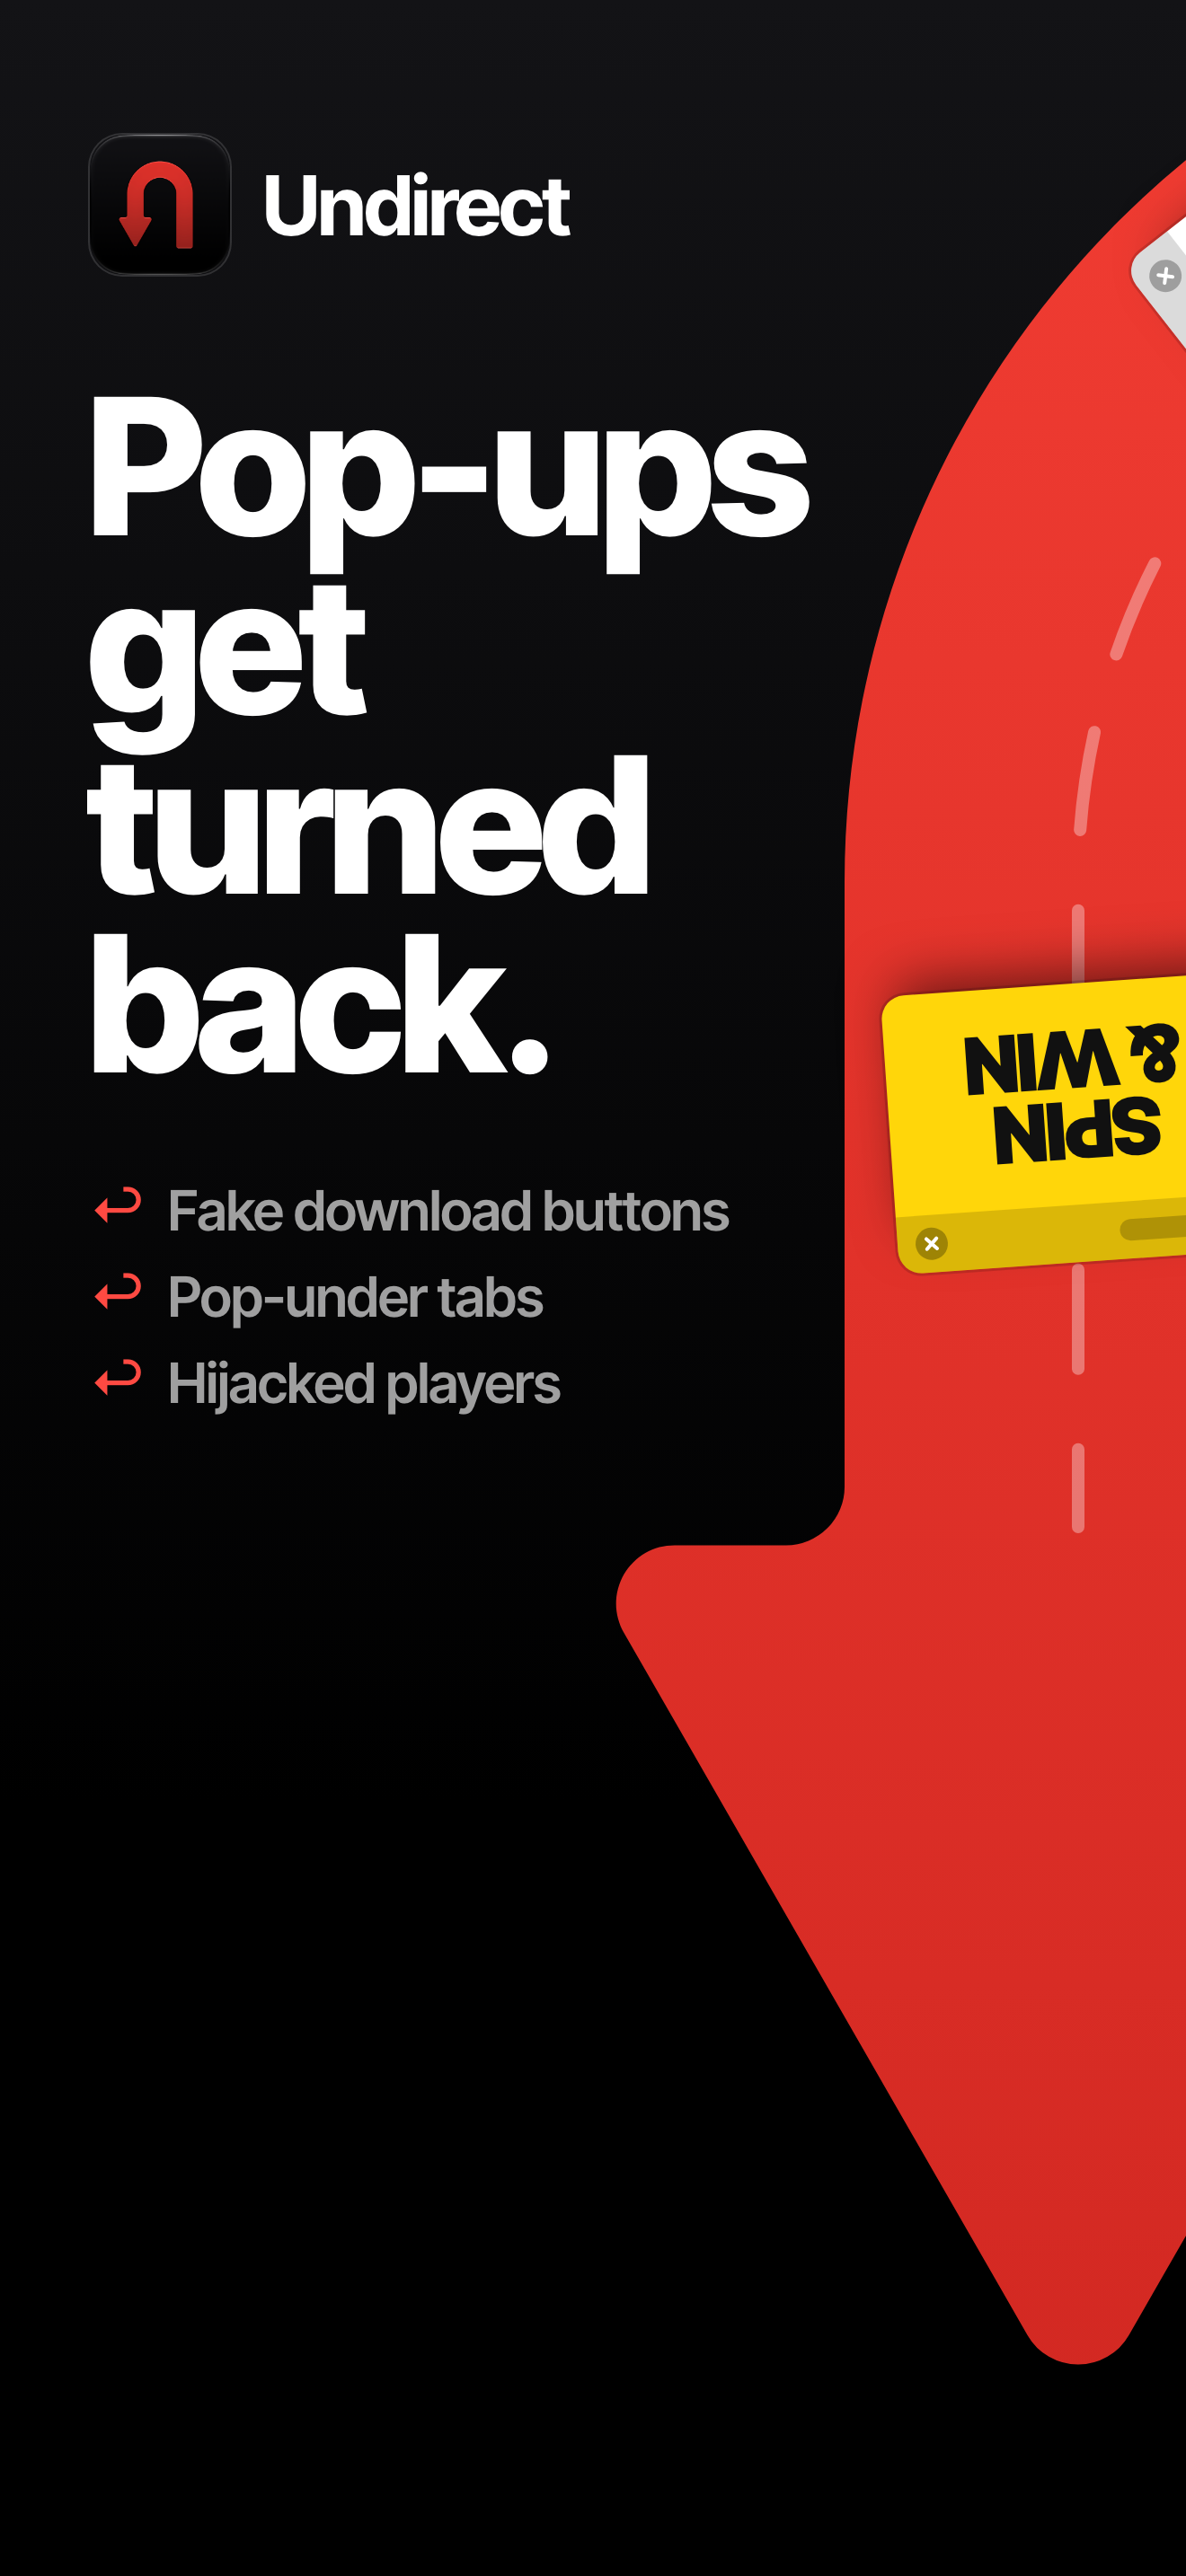 Undirect
Pop-ups
get
turned
back.
SPIN
& WIN
Fake download buttons
Pop-under tabs
Hijacked players